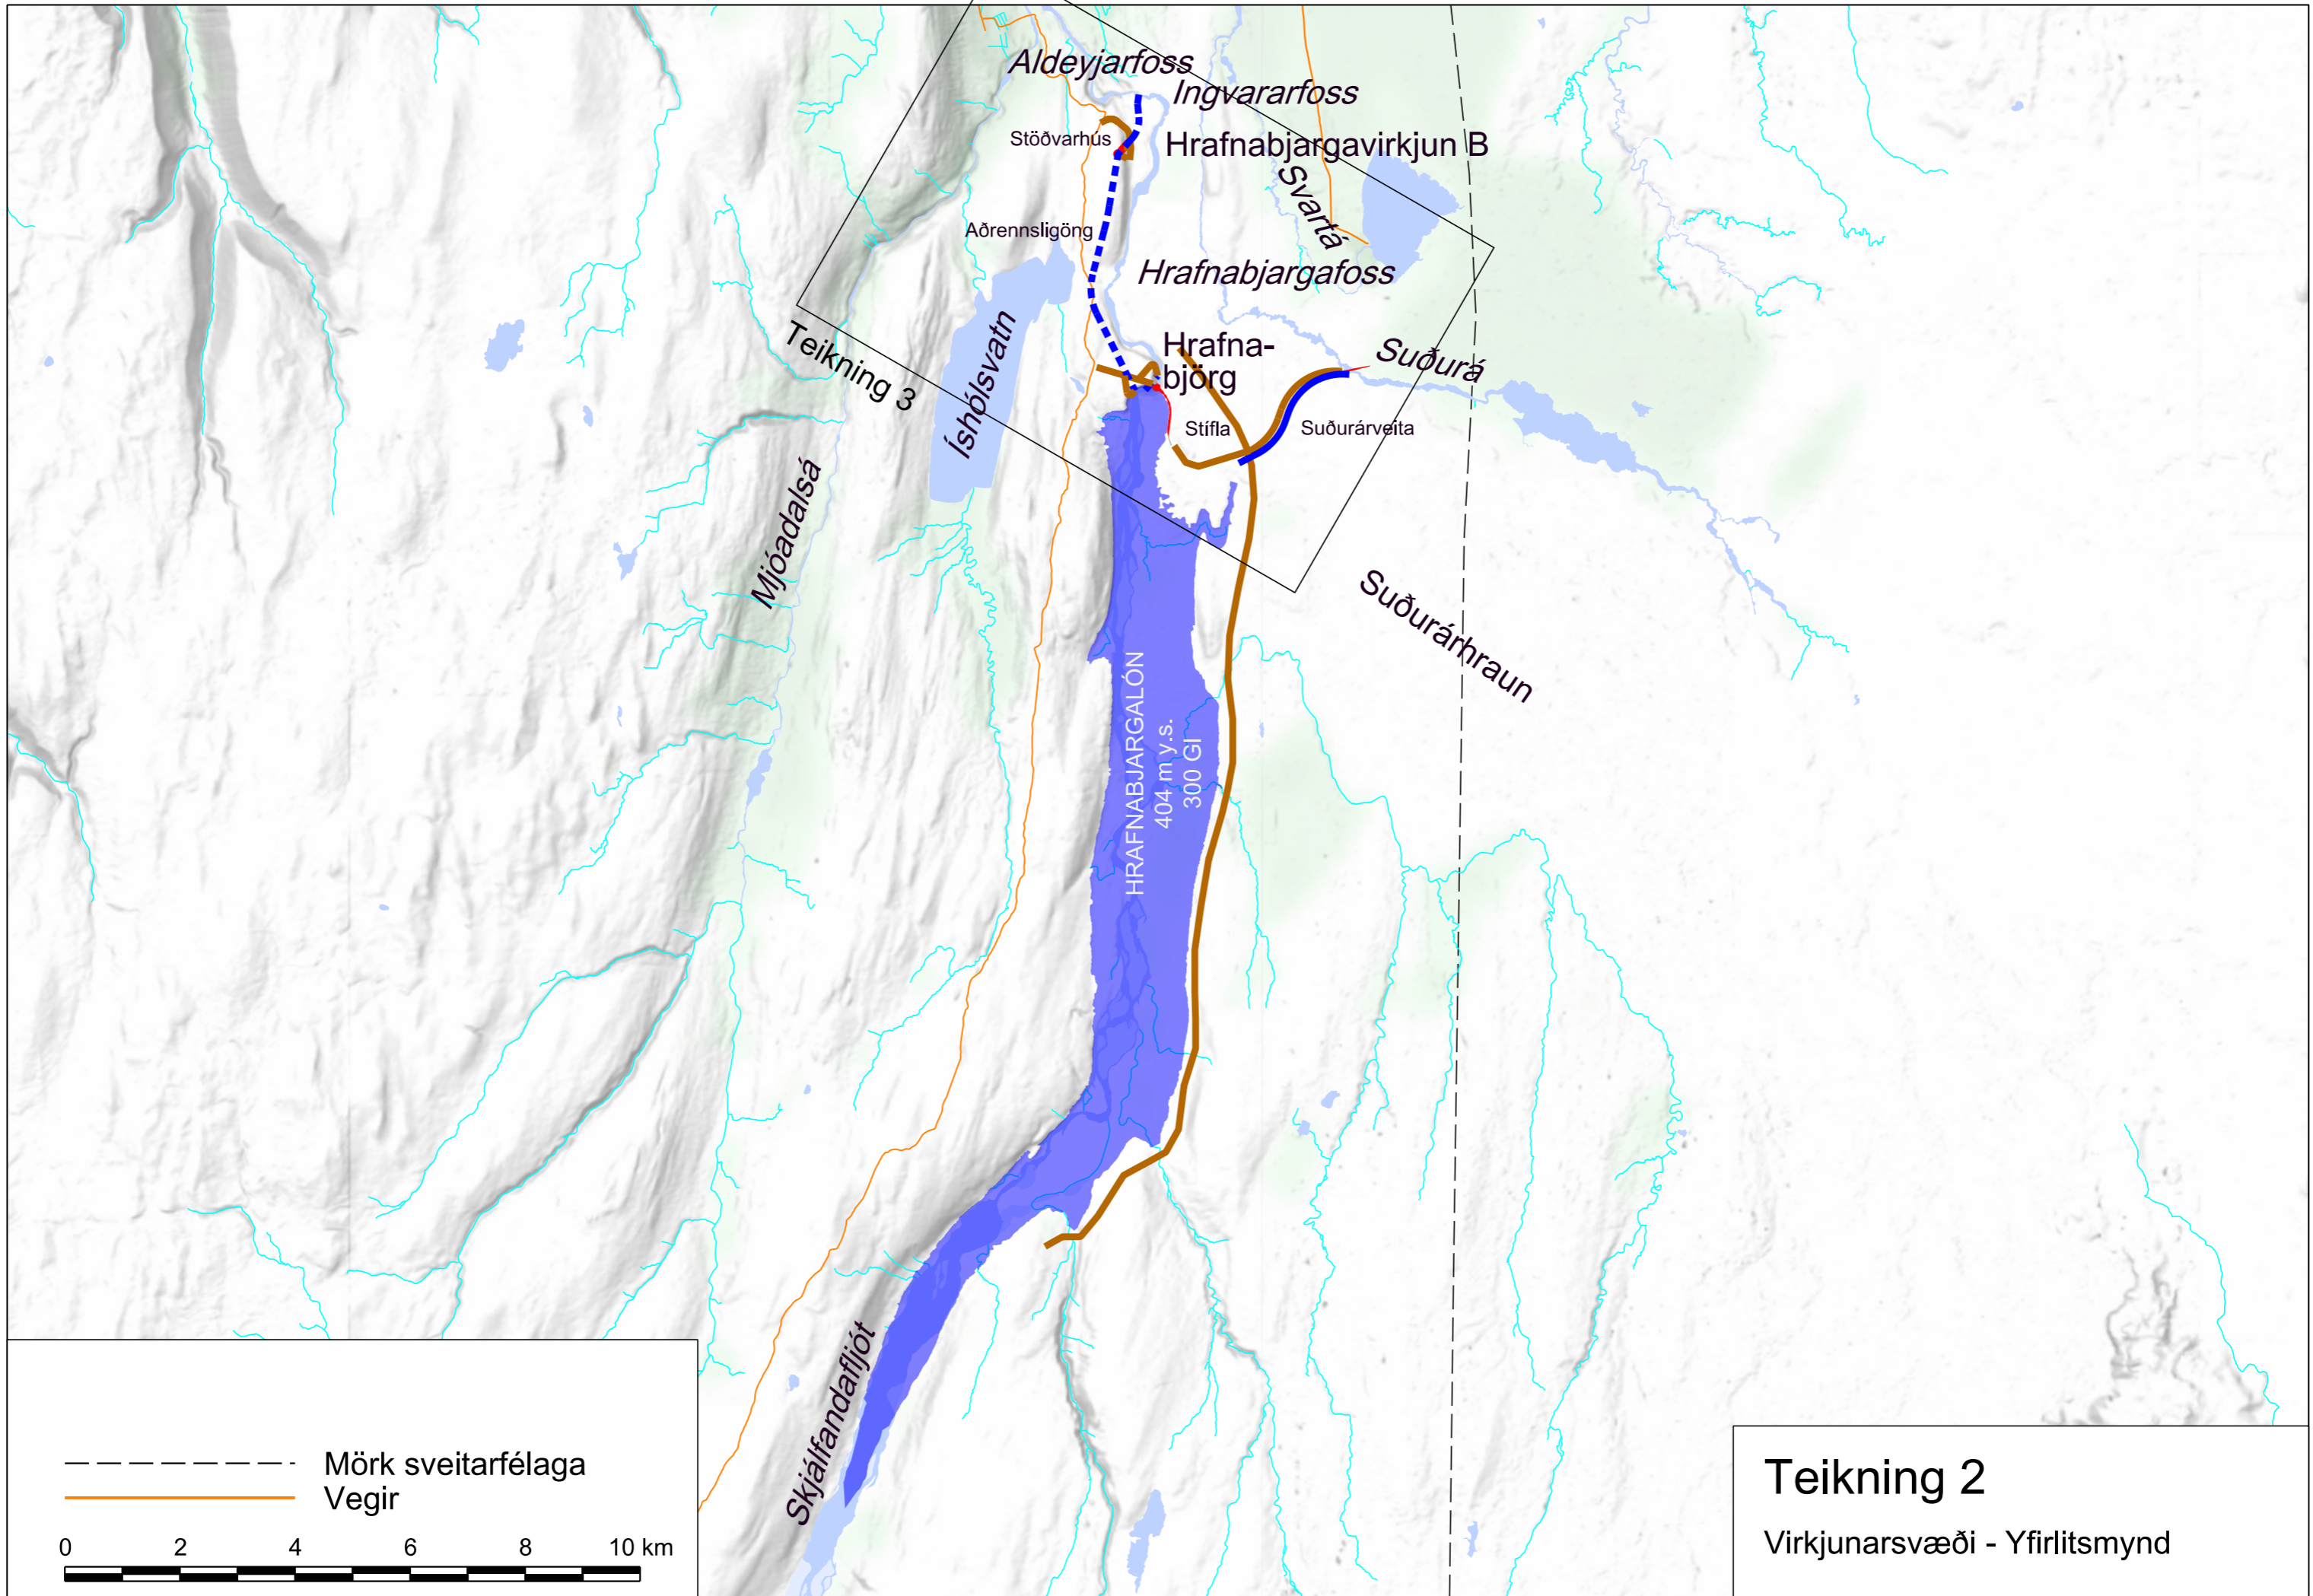 Aldeyjarfoss
Ingvararfoss
Stöðvarhús
Hrafnabjargavirkjun B
Svartá
Aðrennsligöng
Hrafnabjargafoss
Teikning 3
Íshólsvatn
Hrafna-
björg
Suðurá
Stífla
Suðurárveita
Mjóadalsá
Suðurárhraun
HRAFNABJARGALÓN
404 m y.s.
300 Gl
Skjálfandafljót
Mörk sveitarfélaga
Vegir
0 2 4 6 8 10 km
Teikning 2
Virkjunarsvæði - Yfirlitsmynd